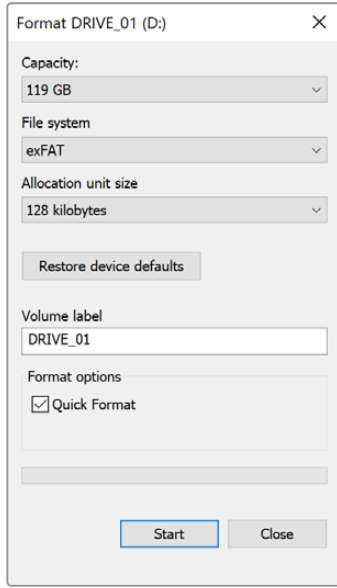 Format DRIVE_01 (D:)
Capacity:
119 GB
File system
exFAT
Allocation unit size
128 kilobytes
Restore device defaults
Volume label
DRIVE_01
Format options
Quick Format
Start Close